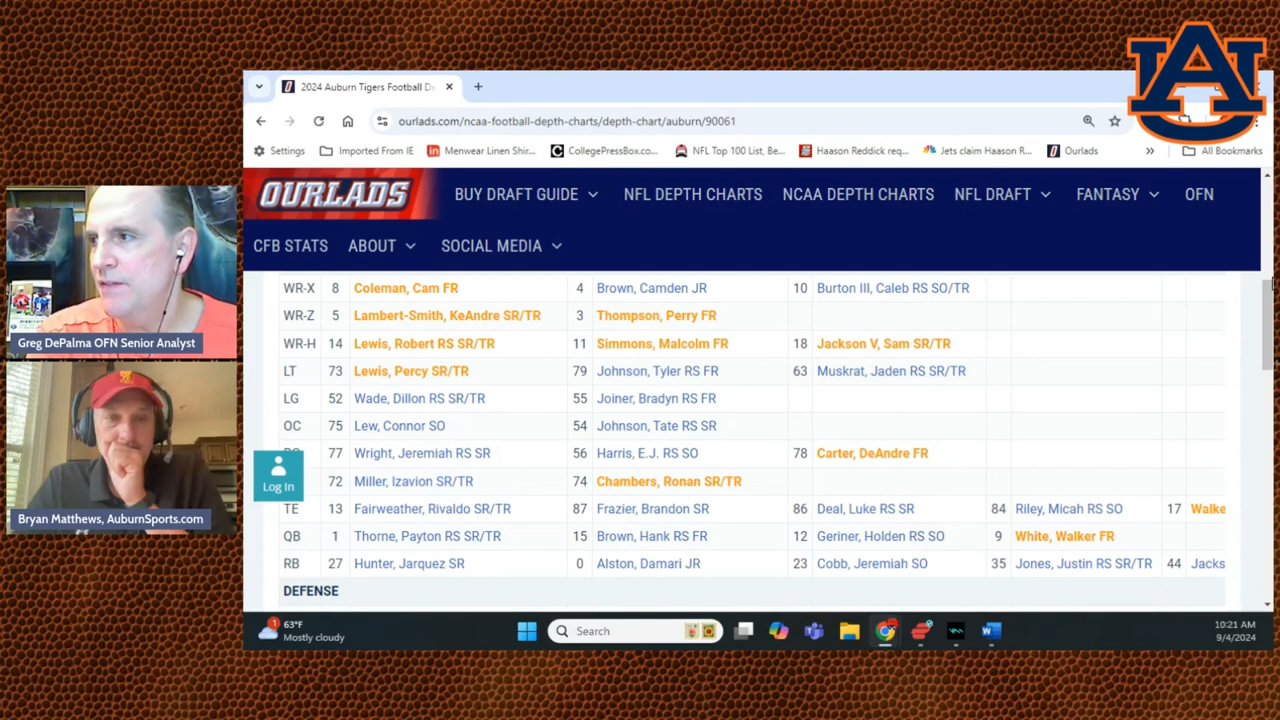 2024 Auburn Tigers Football De
ourlads.com/ncaa-football-depth-charts/depth-chart/auburn/90061
Settings Imported From IE Menwear Linen Shir... CollegePressBox.co... NFL Top 100 List, Be... Haason Reddick req... Jets claim Haason R... Ourlads All Bookmarks
OURLADS BUY DRAFT GUIDE NFL DEPTH CHARTS NCAA DEPTH CHARTS NFL DRAFT FANTASY OFN
CFB STATS ABOUT SOCIAL MEDIA
WR-X 8 Coleman, Cam FR 4 Brown, Camden JR 10 Burton III, Caleb RS SO/TR
WR-Z 5 Lambert-Smith, KeAndre SR/TR 3 Thompson, Perry FR
WR-H 14 Lewis, Robert RS SR/TR 11 Simmons, Malcolm FR 18 Jackson V, Sam SR/TR
LT 73 Lewis, Percy SR/TR 79 Johnson, Tyler RS FR 63 Muskrat, Jaden RS SR/TR
LG 52 Wade, Dillon RS SR/TR 55 Joiner, Bradyn RS FR
OC 75 Lew, Connor SO 54 Johnson, Tate RS SR
77 Wright, Jeremiah RS SR 56 Harris, E.J. RS SO 78 Carter, DeAndre FR
72 Miller, Izavion SR/TR 74 Chambers, Ronan SR/TR
TE 13 Fairweather, Rivaldo SR/TR 87 Frazier, Brandon SR 86 Deal, Luke RS SR 84 Riley, Micah RS SO 17 Walke
QB 1 Thorne, Payton RS SR/TR 15 Brown, Hank RS FR 12 Geriner, Holden RS SO 9 White, Walker FR
RB 27 Hunter, Jarquez SR 0 Alston, Damari JR 23 Cobb, Jeremiah SO 35 Jones, Justin RS SR/TR 44 Jacks
DEFENSE
Log In
Greg DePalma OFN Senior Analyst
Bryan Matthews, AuburnSports.com
1 63°F
Mostly cloudy
Search
10:21 AM
9/4/2024
AU